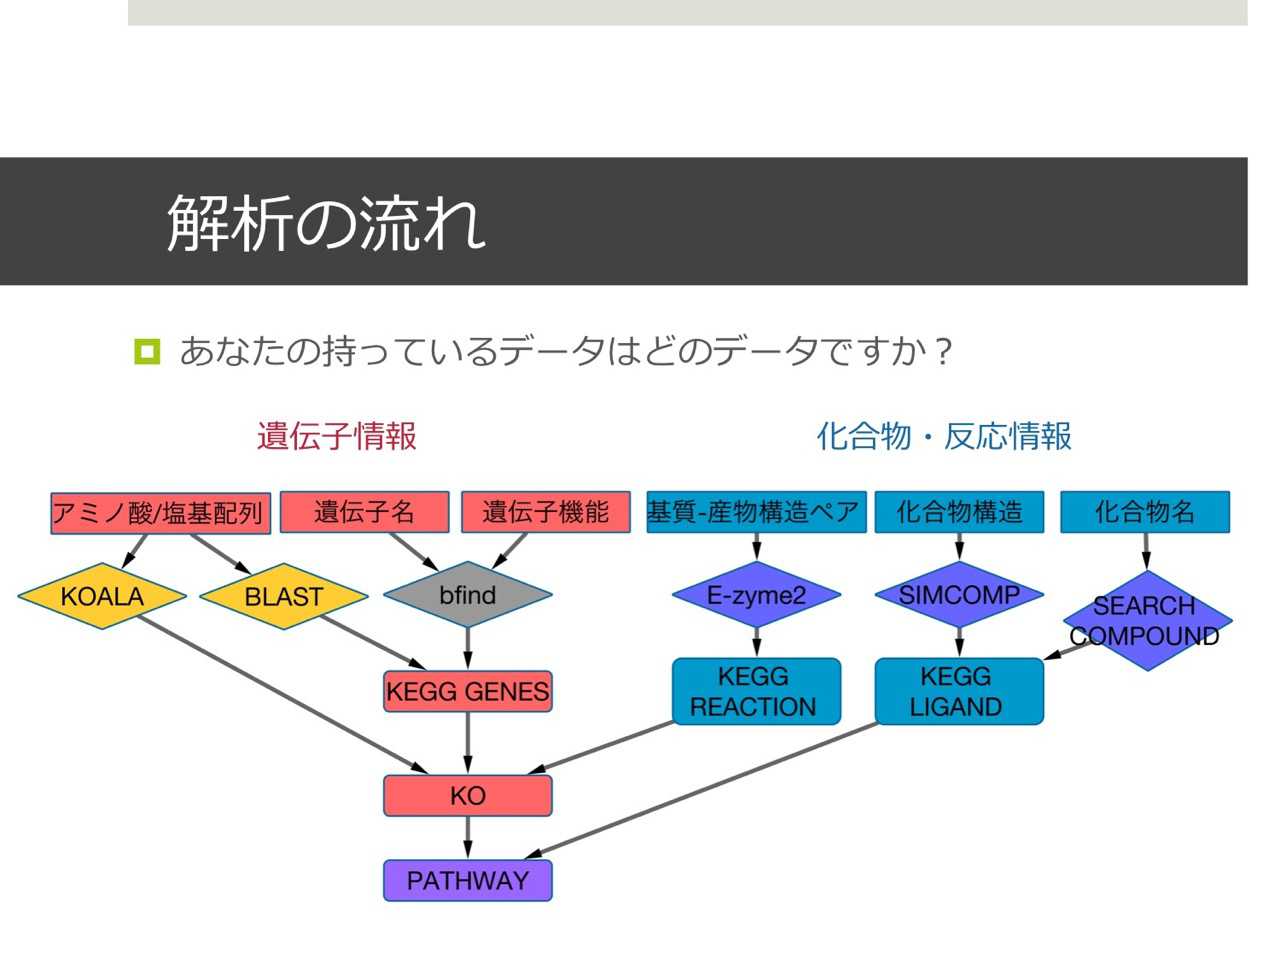 解析の流れ
あなたの持っているデータはどのデータですか？
遺伝子情報
化合物・反応情報
アミノ酸/塩基配列
遺伝子名
遺伝子機能
基質-産物構造ペア
化合物構造
化合物名
KOALA
BLAST
bfind
E-zyme2
SIMCOMP
SEARCH
COMPOUND
KEGG GENES
KEGG
REACTION
KEGG
LIGAND
KO
PATHWAY